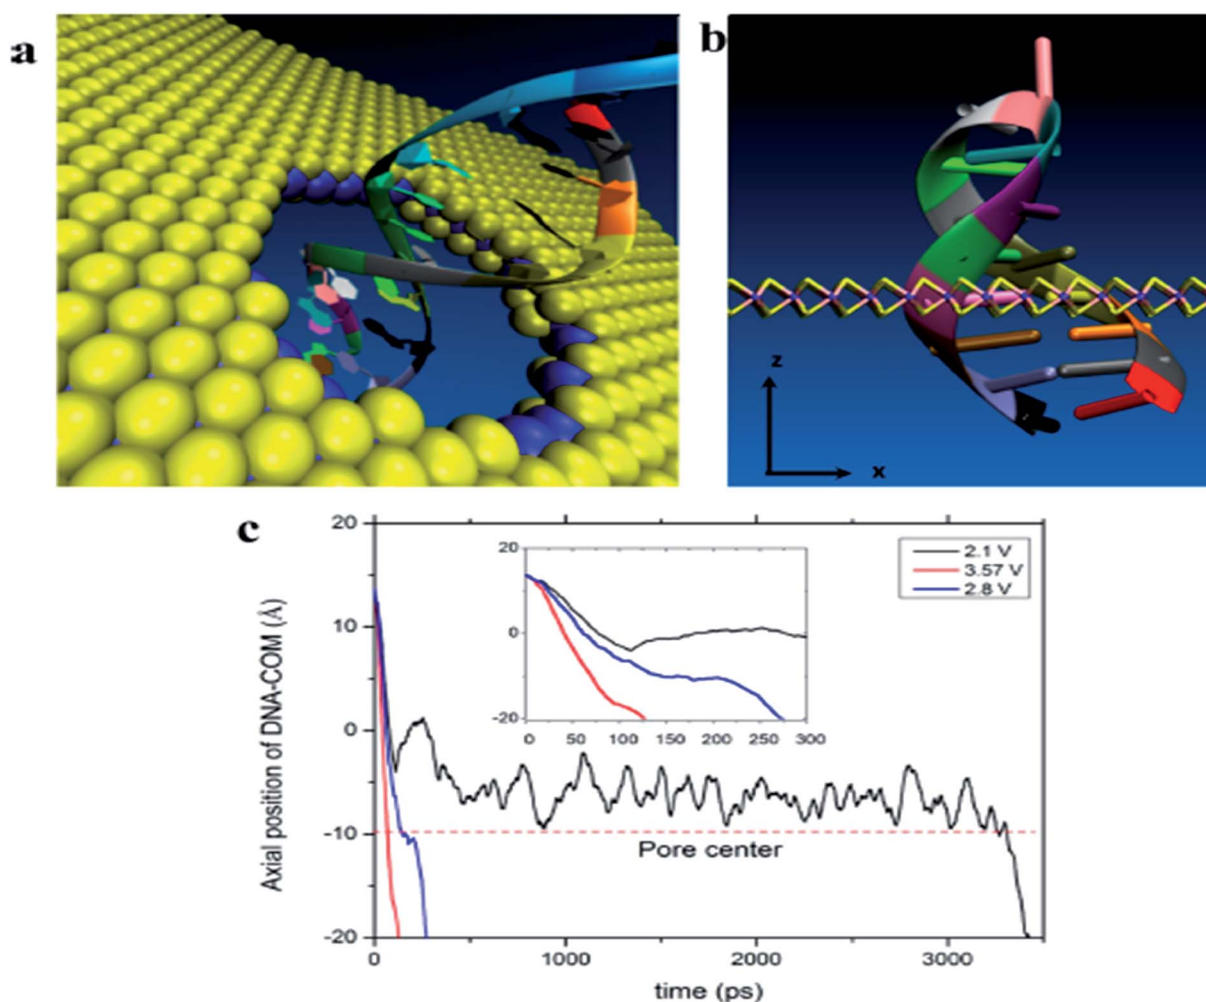 a
b
z
x
c
20
10
0
-10
-20
Axial position of DNA-COM (Å)
20
0
-20
0 50 100 150 200 250 300
2.1 V
3.57 V
2.8 V
Pore center
0 1000 2000 3000
time (ps)